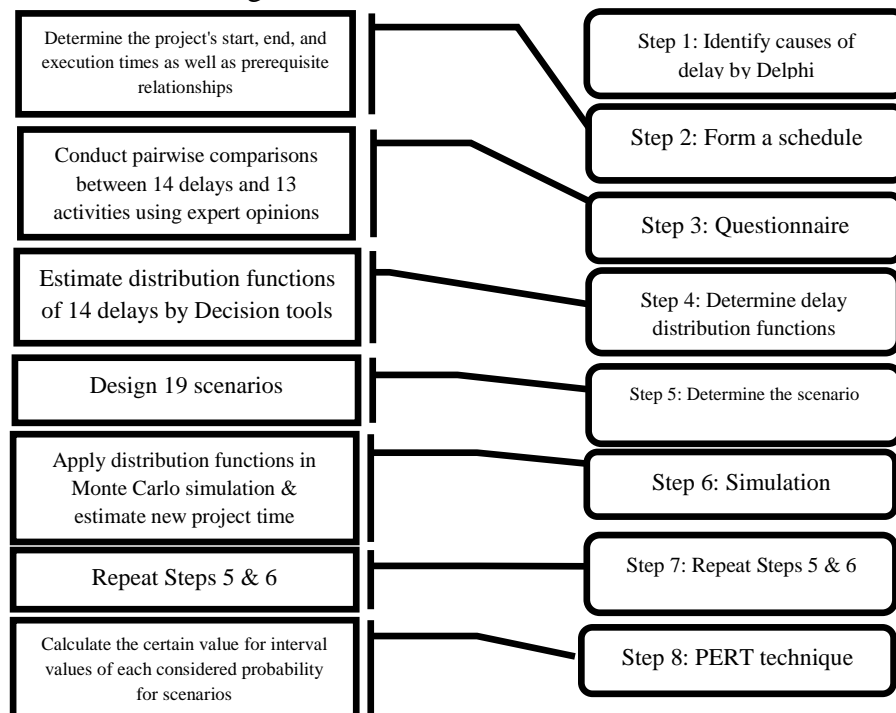 Determine the project's start, end, and
execution times as well as prerequisite
relationships
Step 1: Identify causes of
delay by Delphi
Step 2: Form a schedule
Conduct pairwise comparisons
between 14 delays and 13
activities using expert opinions
Step 3: Questionnaire
Estimate distribution functions
of 14 delays by Decision tools
Step 4: Determine delay
distribution functions
Design 19 scenarios
Step 5: Determine the scenario
Apply distribution functions in
Monte Carlo simulation &
estimate new project time
Step 6: Simulation
Repeat Steps 5 & 6
Step 7: Repeat Steps 5 & 6
Calculate the certain value for interval
values of each considered probability
for scenarios
Step 8: PERT technique